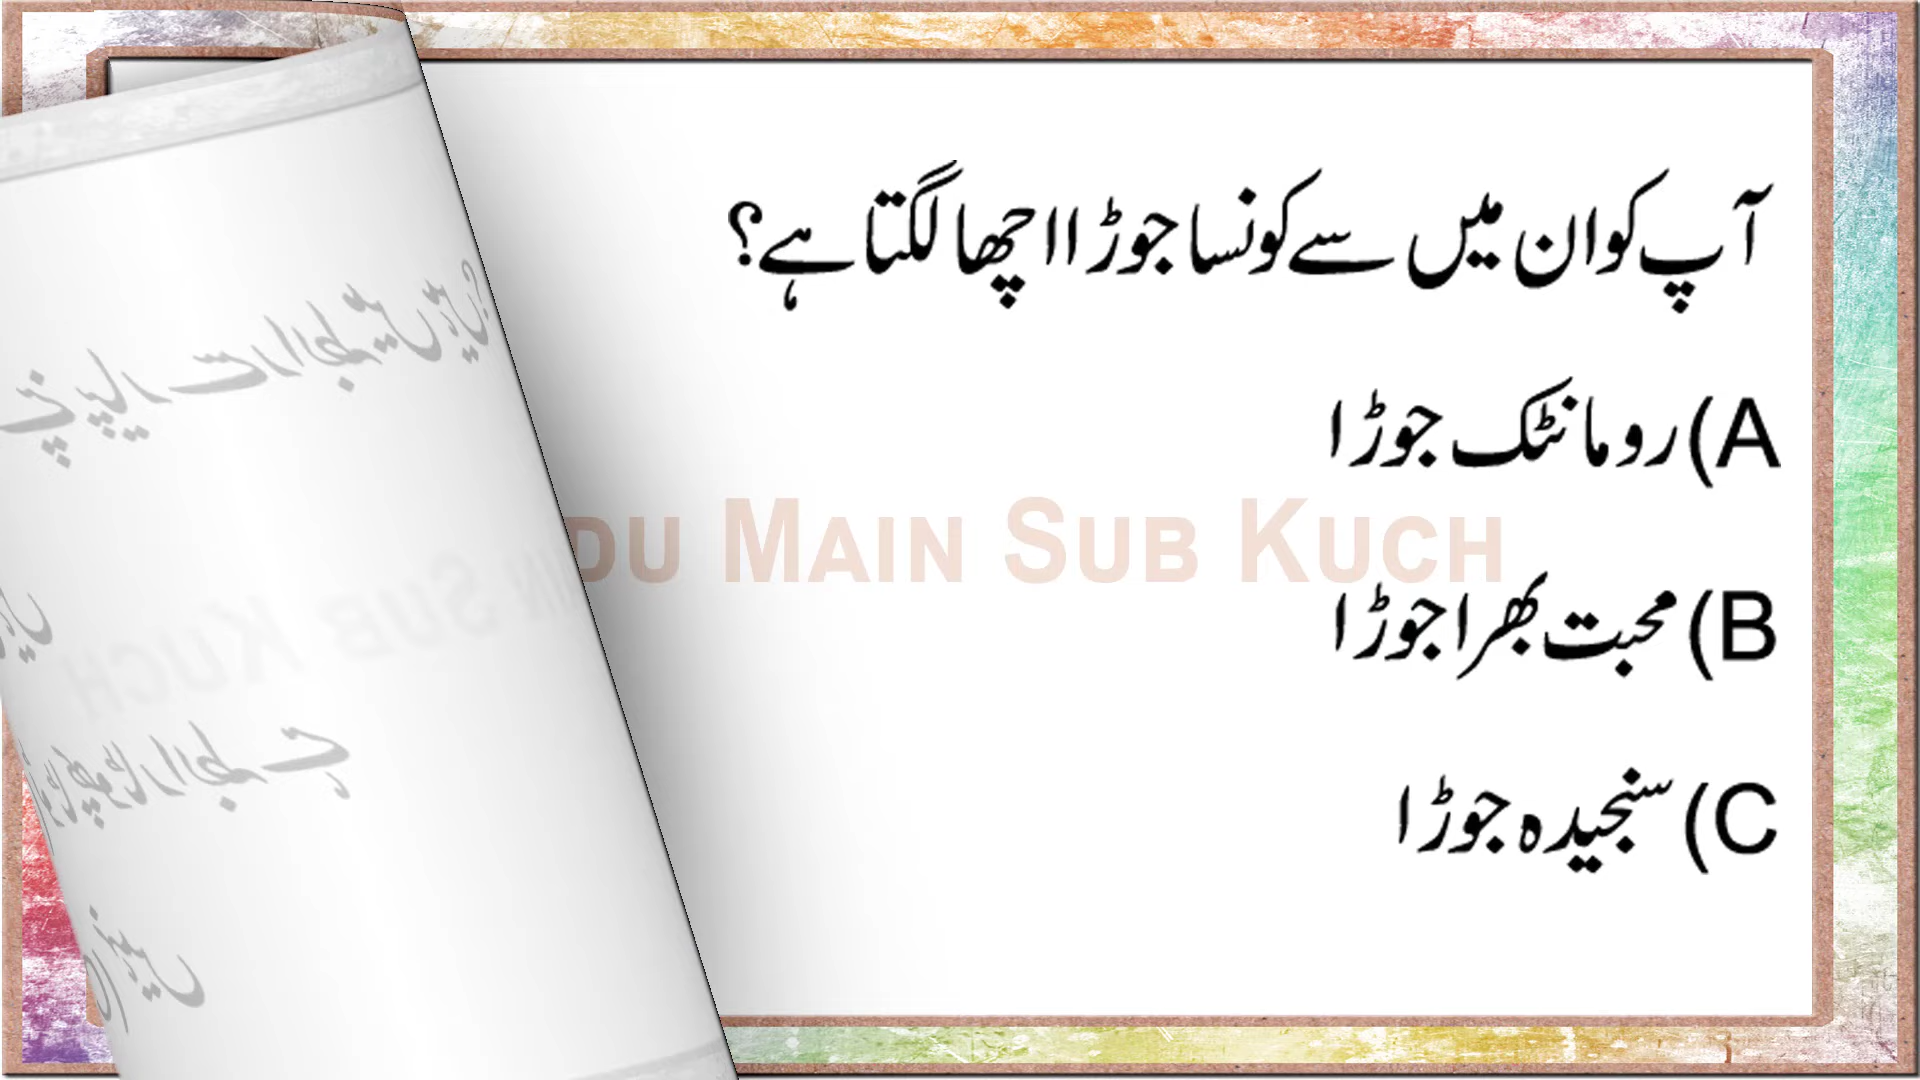 آپ کو ان میں سے کونسا جوڑا ا چھا لگتا ہے؟
A) رومانٹک جوڑا
DU MAIN SUB KUCH
B) محبت بھرا جوڑا
C) سنجیدہ جوڑا